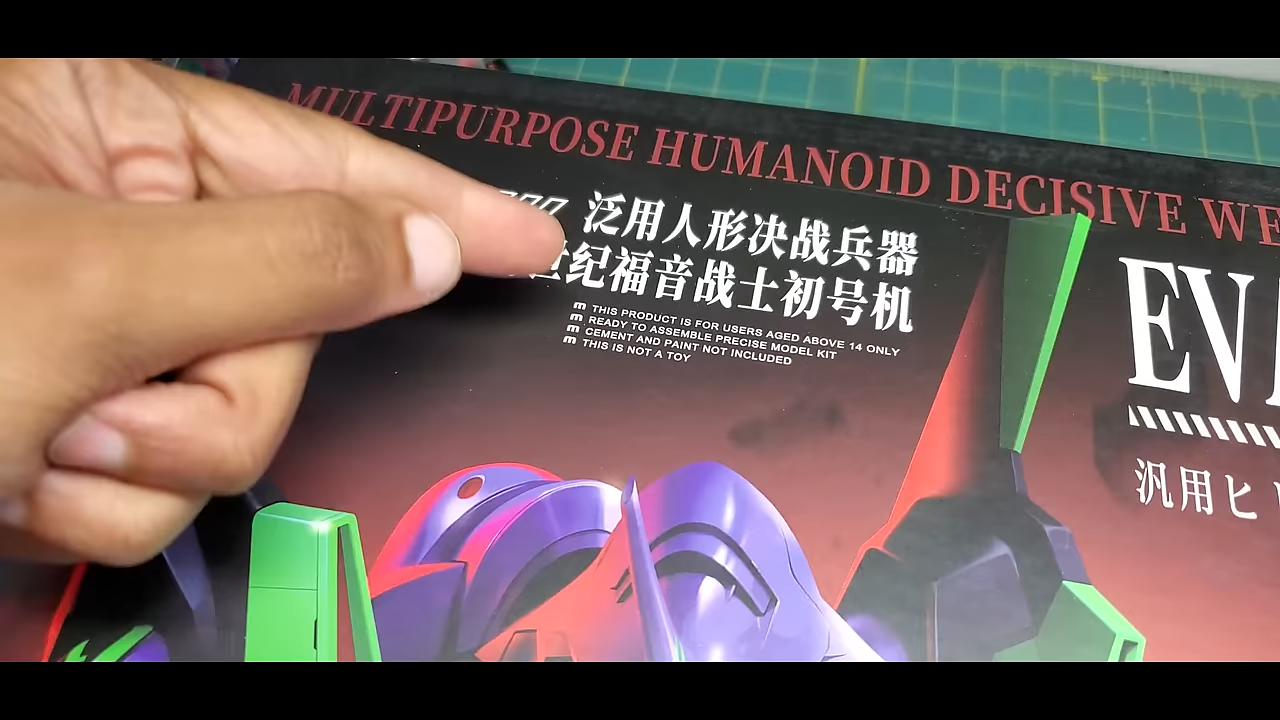 MULTIPURPOSE HUMANOID DECISIVE
泛用人形决战兵器
世纪福音战士初号机
THIS PRODUCT IS FOR USERS AGED ABOVE 14 ONLY
READY TO ASSEMBLE PRECISE MODEL KIT
CEMENT AND PAINT NOT INCLUDED
THIS IS NOT A TOY
EV
汎用ヒ